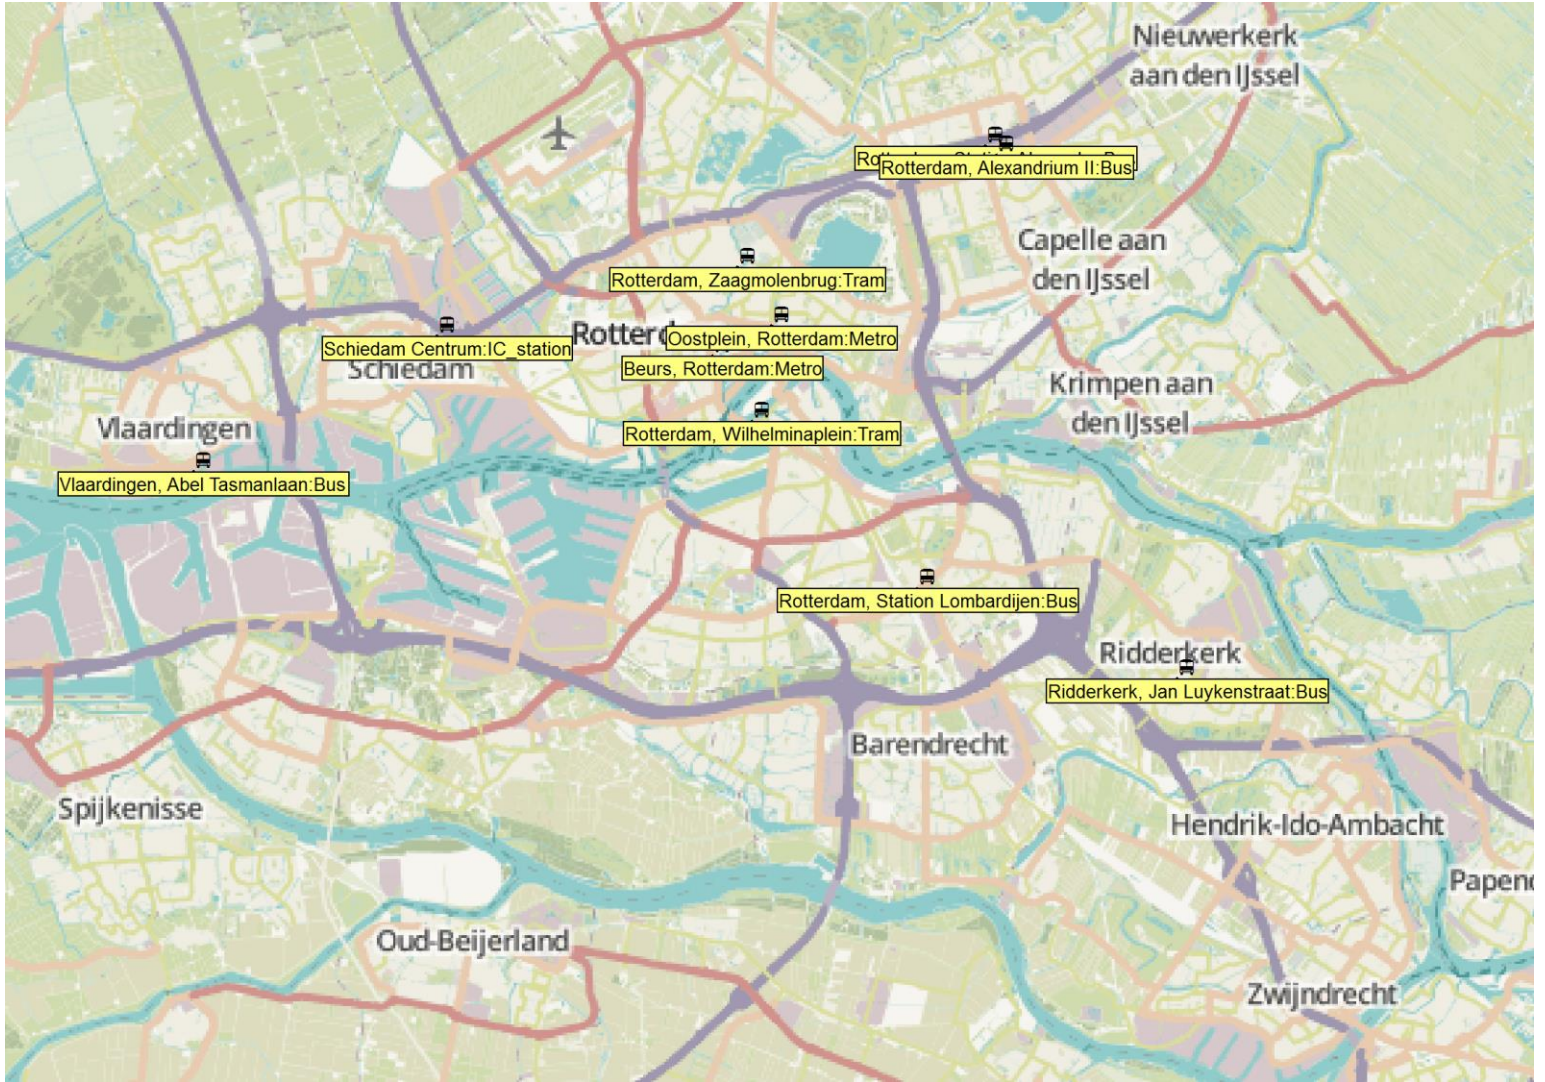 Nieuwerkerk
aan den IJssel
Rotterdam, Alexandrium II:Bus
Capelle aan
den IJssel
Rotterdam, Zaagmolenbrug:Tram
Oostplein, Rotterdam:Metro
Schiedam Centrum:IC_station
Beurs, Rotterdam:Metro
Schiedam
Krimpen aan
den IJssel
Vlaardingen
Rotterdam, Wilhelminaplein:Tram
Vlaardingen, Abel Tasmanlaan:Bus
Rotterdam, Station Lombardijen:Bus
Ridderkerk
Ridderkerk, Jan Luykenstraat:Bus
Barendrecht
Spijkenisse
Hendrik-Ido-Ambacht
Oud-Beijerland
Zwijndrecht